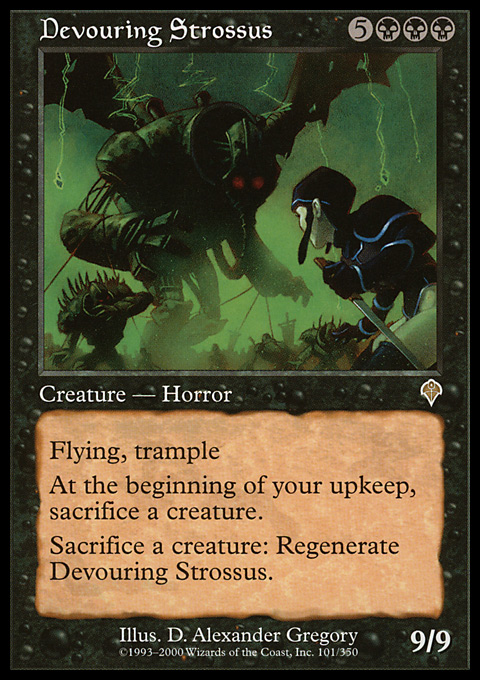 Devouring Strossus 5
Creature — Horror
Flying, trample
At the beginning of your upkeep,
sacrifice a creature.
Sacrifice a creature: Regenerate
Devouring Strossus.
Illus. D. Alexander Gregory
©1993–2000 Wizards of the Coast, Inc. 101/350
9/9